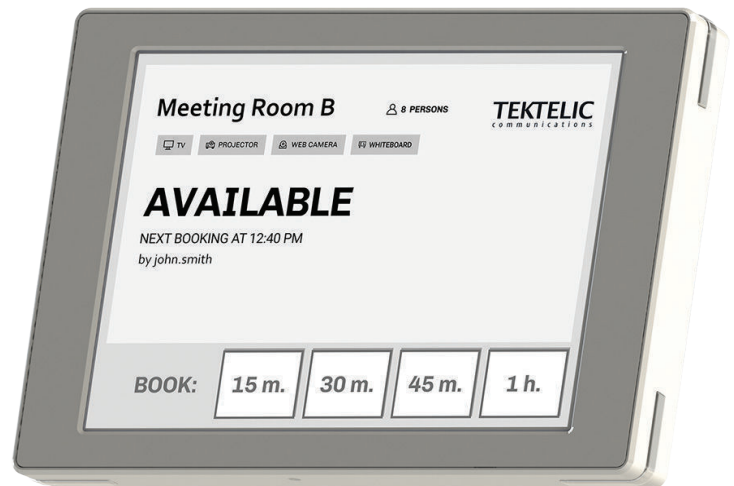 Meeting Room B
8 PERSONS
TEKTELIC
communications
TV
PROJECTOR
WEB CAMERA
WHITEBOARD
AVAILABLE
NEXT BOOKING AT 12:40 PM
by john.smith
BOOK:
15 m.
30 m.
45 m.
1 h.